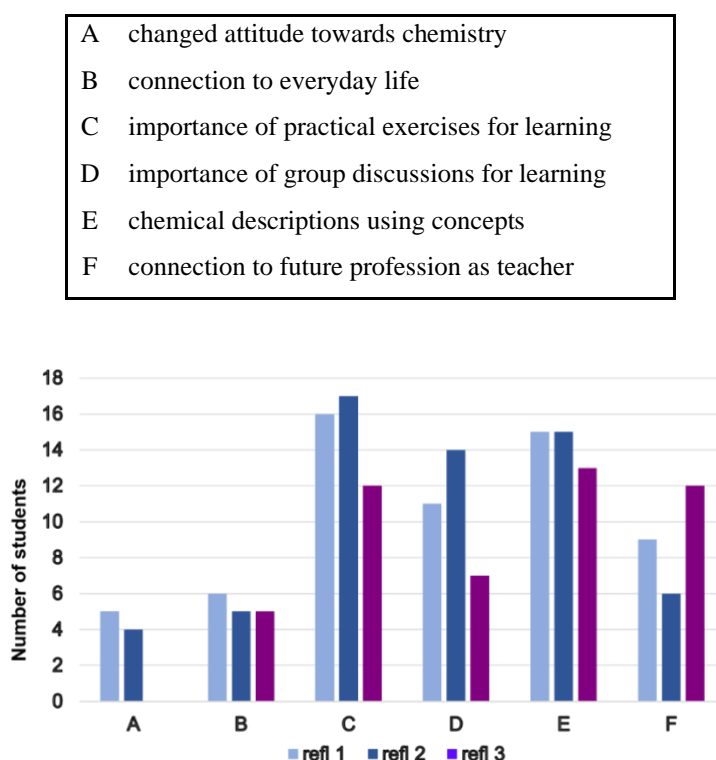 A changed attitude towards chemistry
B connection to everyday life
C importance of practical exercises for learning
D importance of group discussions for learning
E chemical descriptions using concepts
F connection to future profession as teacher
18
16
14
12
10
8
6
4
2
0
Number of students
A B C D E F
refl 1 refl 2 refl 3